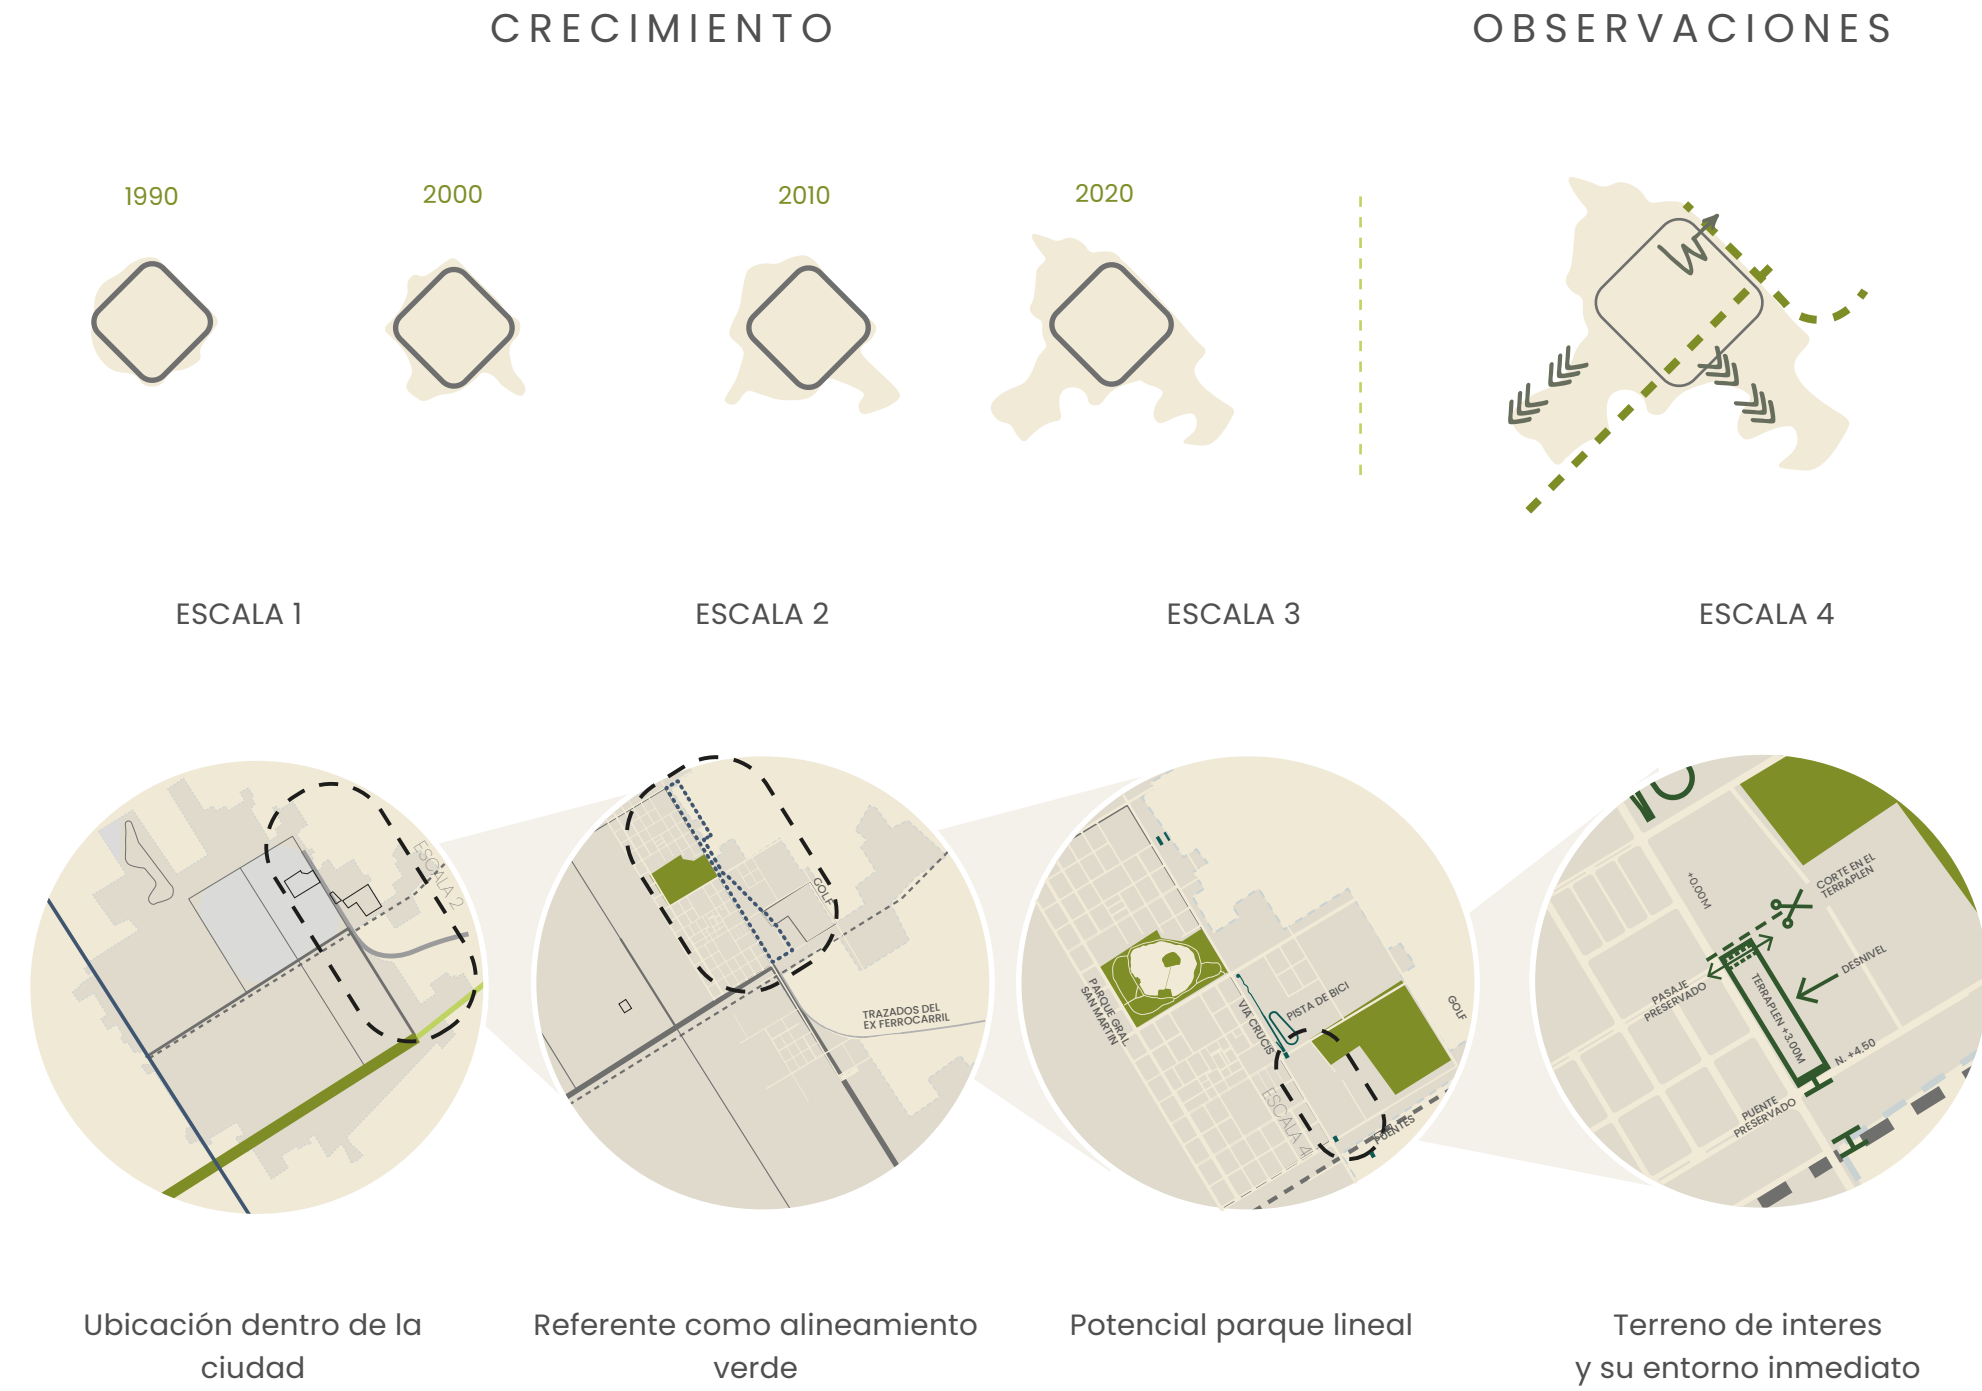 CRECIMIENTO
OBSERVACIONES
1990
2000
2010
2020
ESCALA 1
ESCALA 2
ESCALA 3
ESCALA 4
ESCALA 2
GOLF
TRAZADOS DEL
EX FERROCARRIL
PARQUE GRAL
SAN MARTIN
VIA CRUCIS
PISTA DE BICI
GOLF
ESCALA 4
PUENTES
+0.00M
CORTE EN EL
TERRAPLEN
DESNIVEL
PASAJE
PRESERVADO
TERRAPLEN +3.00M
N. +4.50
PUENTE
PRESERVADO
Ubicación dentro de la
ciudad
Referente como alineamiento
verde
Potencial parque lineal
Terreno de interes
y su entorno inmediato